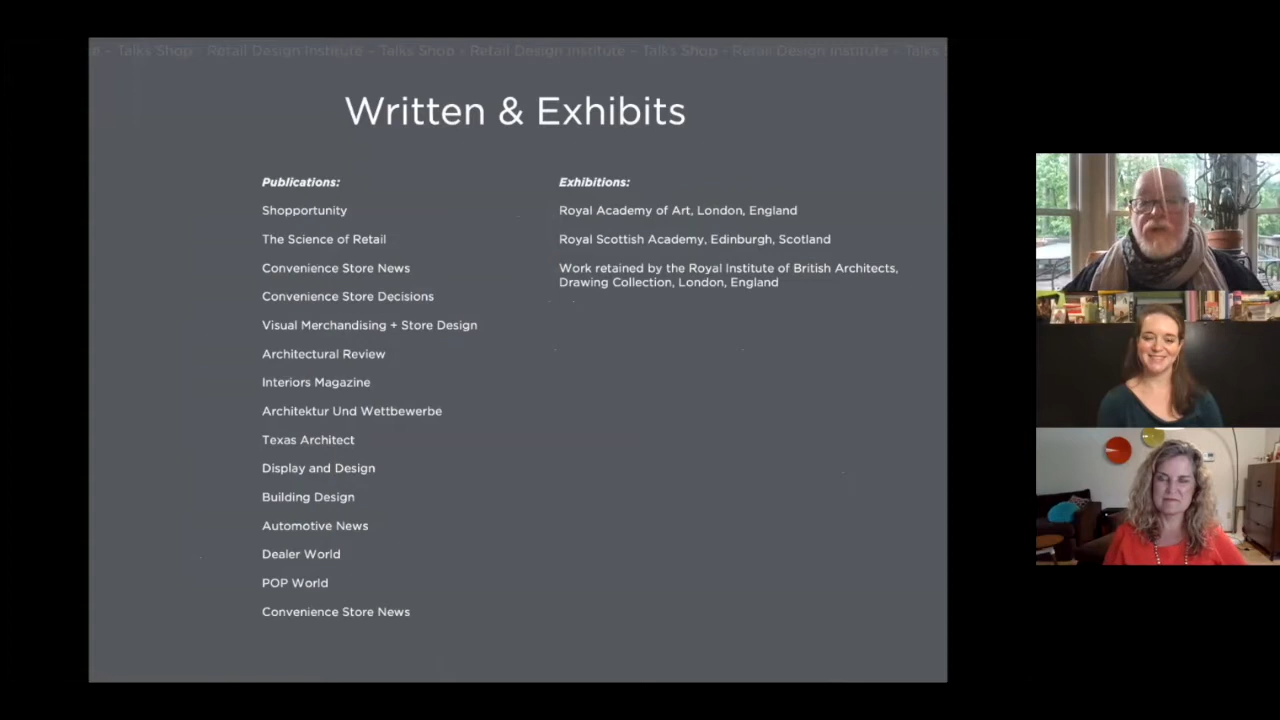 il - Talks Shop - Retail Design Institute – Talks Shop - Retail Design Institute – Talks Shop - Retail Design Institute – Talks S
Written & Exhibits
Publications:
Shopportunity
The Science of Retail
Convenience Store News
Convenience Store Decisions
Visual Merchandising + Store Design
Architectural Review
Interiors Magazine
Architektur Und Wettbewerbe
Texas Architect
Display and Design
Building Design
Automotive News
Dealer World
POP World
Convenience Store News
Exhibitions:
Royal Academy of Art, London, England
Royal Scottish Academy, Edinburgh, Scotland
Work retained by the Royal Institute of British Architects,
Drawing Collection, London, England